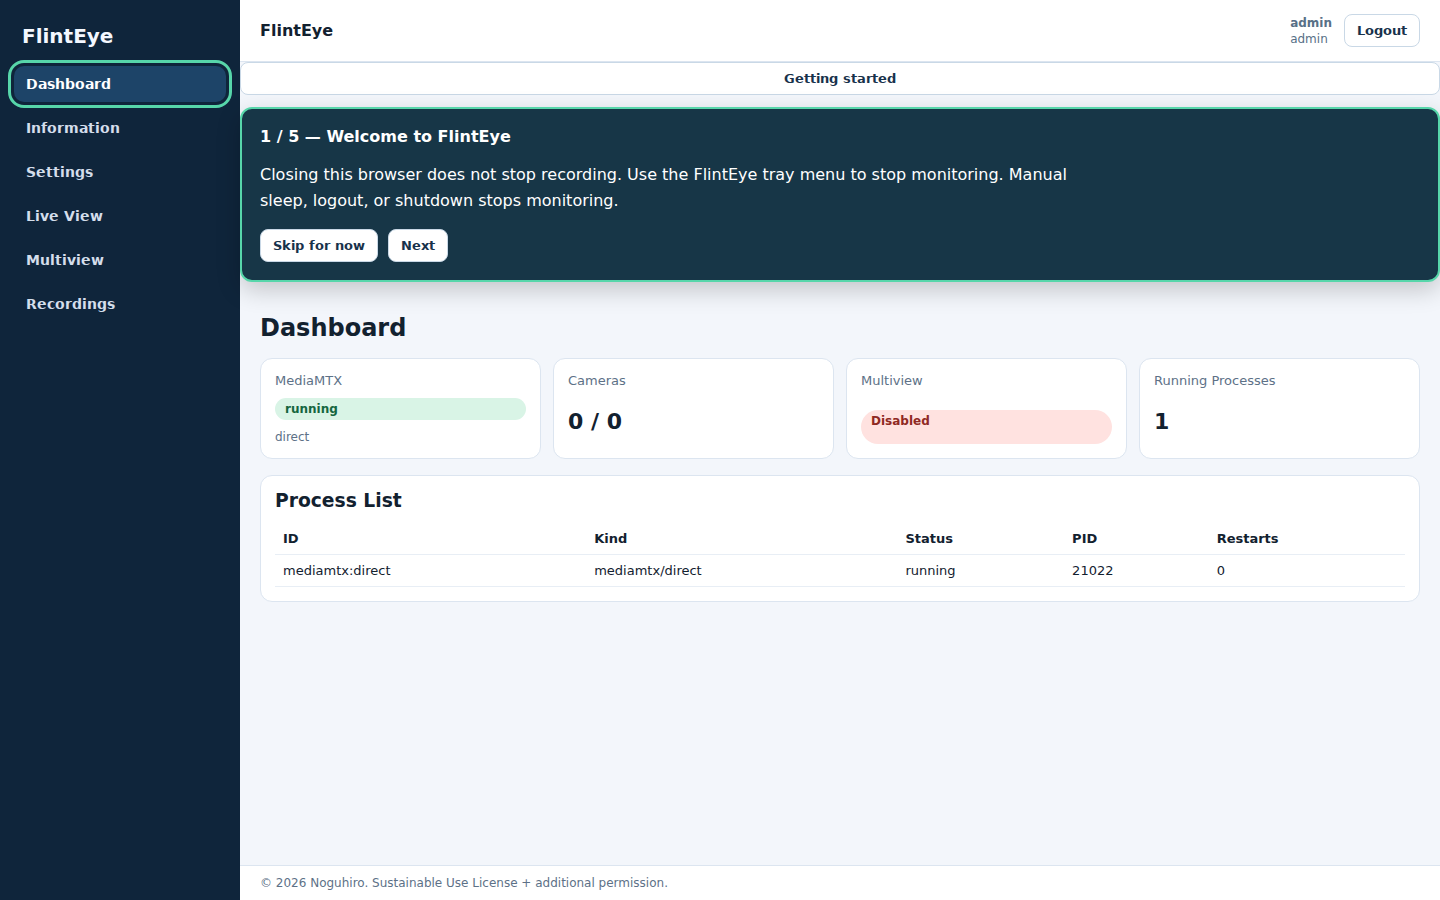 FlintEye
Dashboard
Information
Settings
Live View
Multiview
Recordings
FlintEye
admin
admin
Logout
Getting started
1 / 5 — Welcome to FlintEye
Closing this browser does not stop recording. Use the FlintEye tray menu to stop monitoring. Manual
sleep, logout, or shutdown stops monitoring.
Skip for now
Next
Dashboard
MediaMTX
running
direct
Cameras
0 / 0
Multiview
Disabled
Running Processes
1
Process List
ID Kind Status PID Restarts
mediamtx:direct mediamtx/direct running 21022 0
© 2026 Noguhiro. Sustainable Use License + additional permission.